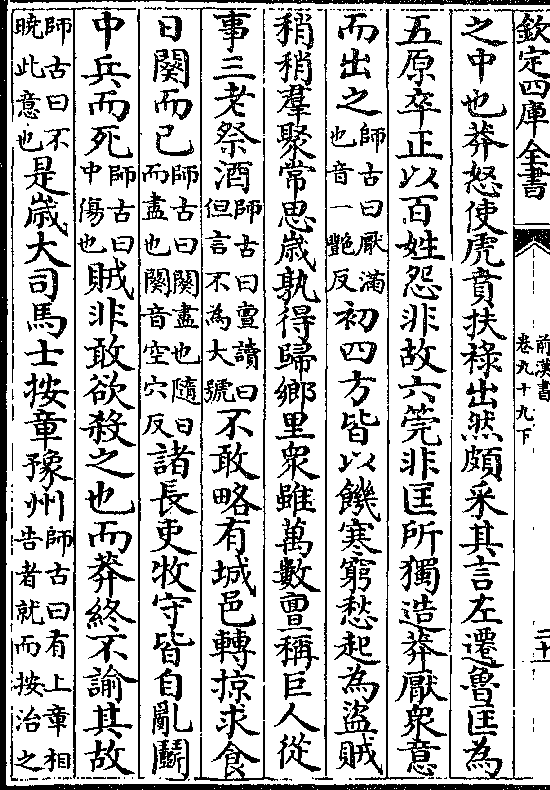 欽定四庫全書
前漢書
卷九十九下
二十
之中也莽怒使虎賁扶祿出然頗采其言左遷魯匡為
五原卒正以百姓怨非故六筦非匡所獨造莽厭衆意
而出之師古曰厭滿也音一艷反初四方皆以饑寒窮愁起為盜賊
稍稍羣聚常思歲孰得歸鄉里衆雖萬數亶稱巨人從
事三老祭酒師古曰亶讀曰但言不為大號不敢略有城邑轉掠求食
日闋而已師古曰闋盡也隨日而盡也闋音空穴反諸長吏牧守皆自亂鬭
中兵而死師古曰中傷也賊非敢欲殺之也而莽終不諭其故
師古曰不曉此意也是歲大司馬士按章豫州師古曰有上章相告者就而按治之